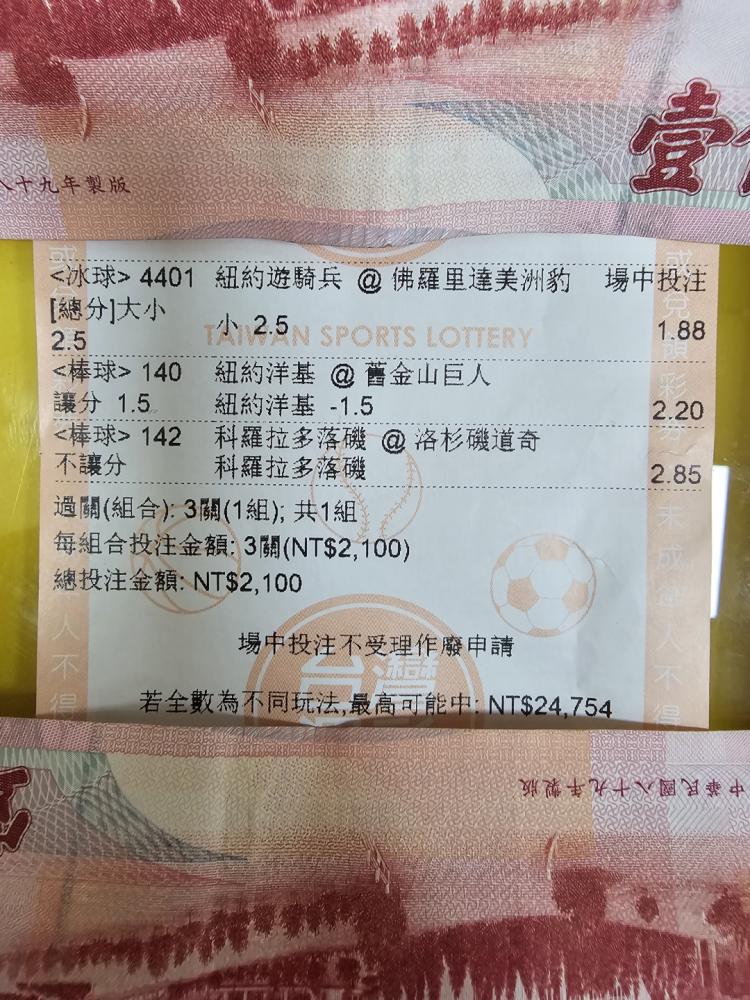 壹
八十九年製版
<冰球> 4401 紐約遊騎兵 @ 佛羅里達美洲豹 場中投注
[總分]大小
小 2.5 1.88
2.5
TAIWAN SPORTS LOTTERY
<棒球> 140 紐約洋基 @ 舊金山巨人
讓分 1.5 紐約洋基 -1.5 2.20
<棒球> 142 科羅拉多落磯 @ 洛杉磯道奇
不讓分 科羅拉多落磯 2.85
過關(組合): 3關(1組); 共1組
每組合投注金額: 3關(NT$2,100)
總投注金額: NT$2,100
場中投注不受理作廢申請
台灣
若全數為不同玩法,最高可能中: NT$24,754
中華民國八十九年製版